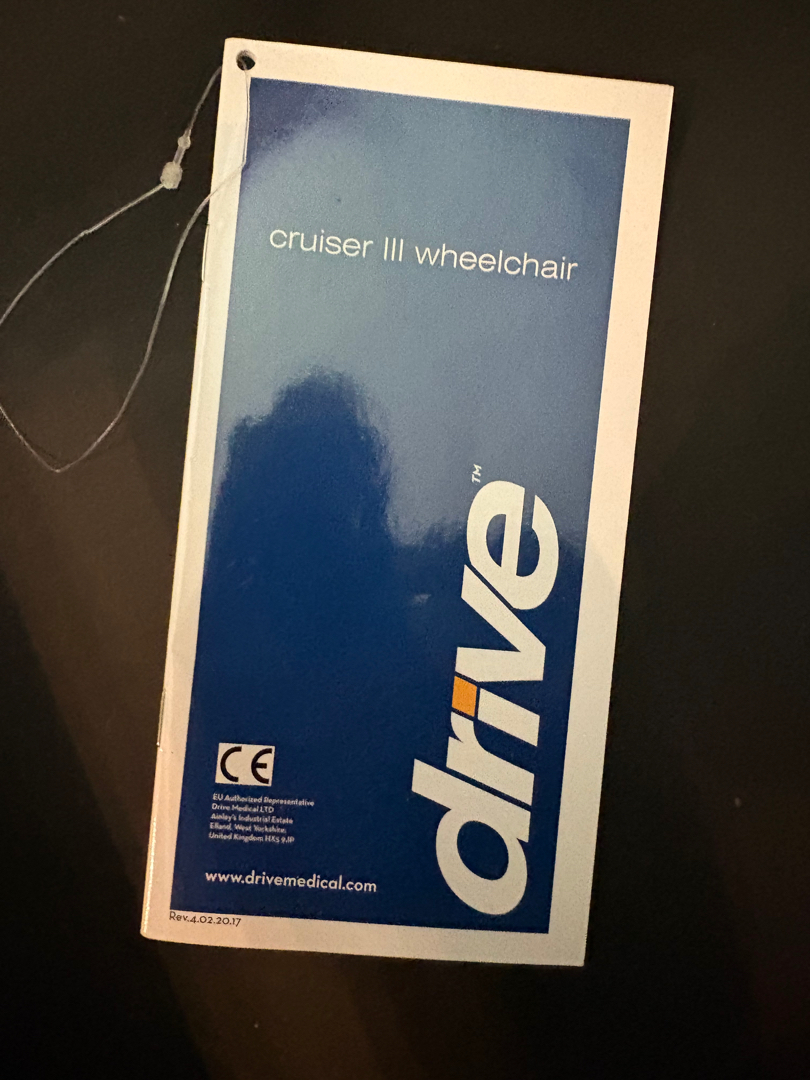 cruiser III wheelchair
drive™
CE
EU Authorized Representative
Drive Medical LTD
Ainley's Industrial Estate
Elland, West Yorkshire,
United Kingdom HX5 9JP
www.drivemedical.com
Rev.4.02.20.17